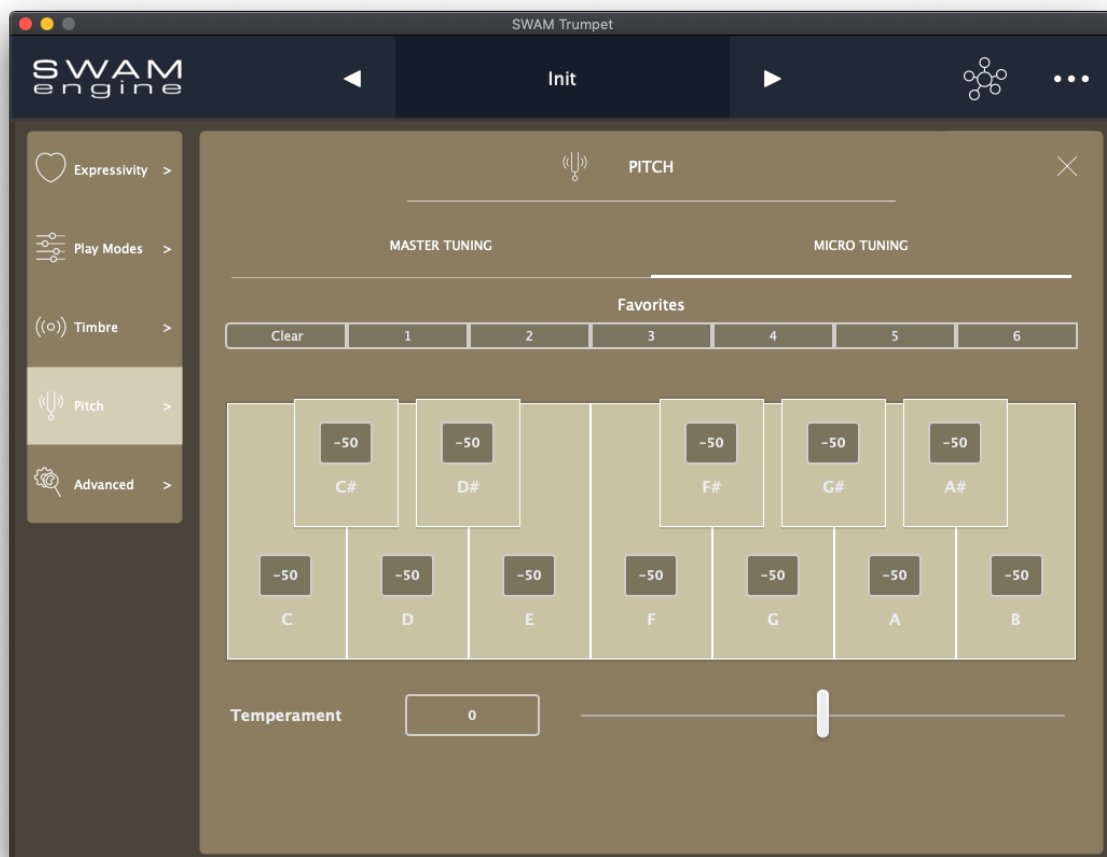 SWAM Trumpet
SWAM
engine
Init
Expressivity >
Play Modes >
Timbre >
Pitch >
Advanced >
PITCH
MASTER TUNING
MICRO TUNING
Favorites
Clear 1 2 3 4 5 6
-50 -50 -50 -50 -50
C# D# F# G# A#
-50 -50 -50 -50 -50 -50 -50
C D E F G A B
Temperament 0